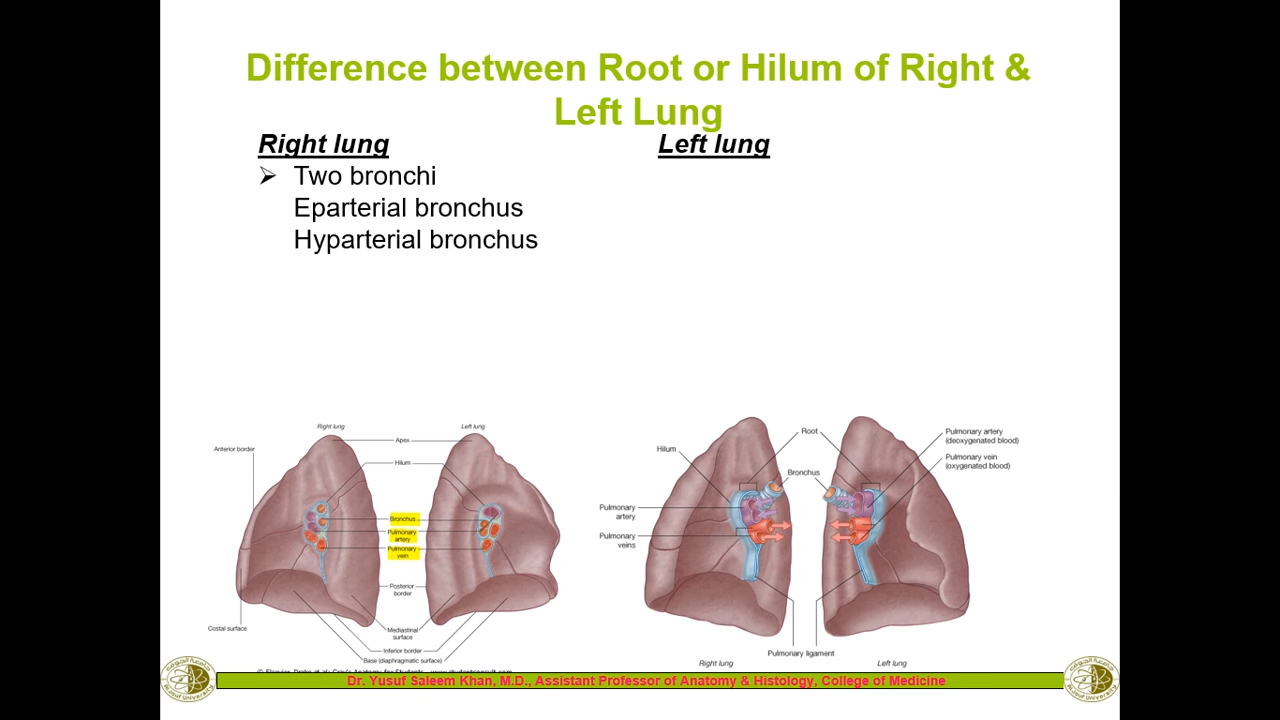 Difference between Root or Hilum of Right &
Left Lung
Right lung
Left lung
➢ Two bronchi
Eparterial bronchus
Hyparterial bronchus
Right lung
Left lung
Anterior border
Apex
Hilum
Bronchus
Pulmonary
artery
Pulmonary
vein
Posterior
border
Costal surface
Mediastinal
surface
Inferior border
Base (diaphragmatic surface)
Root
Hilum
Bronchus
Pulmonary artery
(deoxygenated blood)
Pulmonary vein
(oxygenated blood)
Pulmonary
artery
Pulmonary
veins
Pulmonary ligament
Right lung
Left lung
Dr. Yusuf Saleem Khan, M.D., Assistant Professor of Anatomy & Histology, College of Medicine